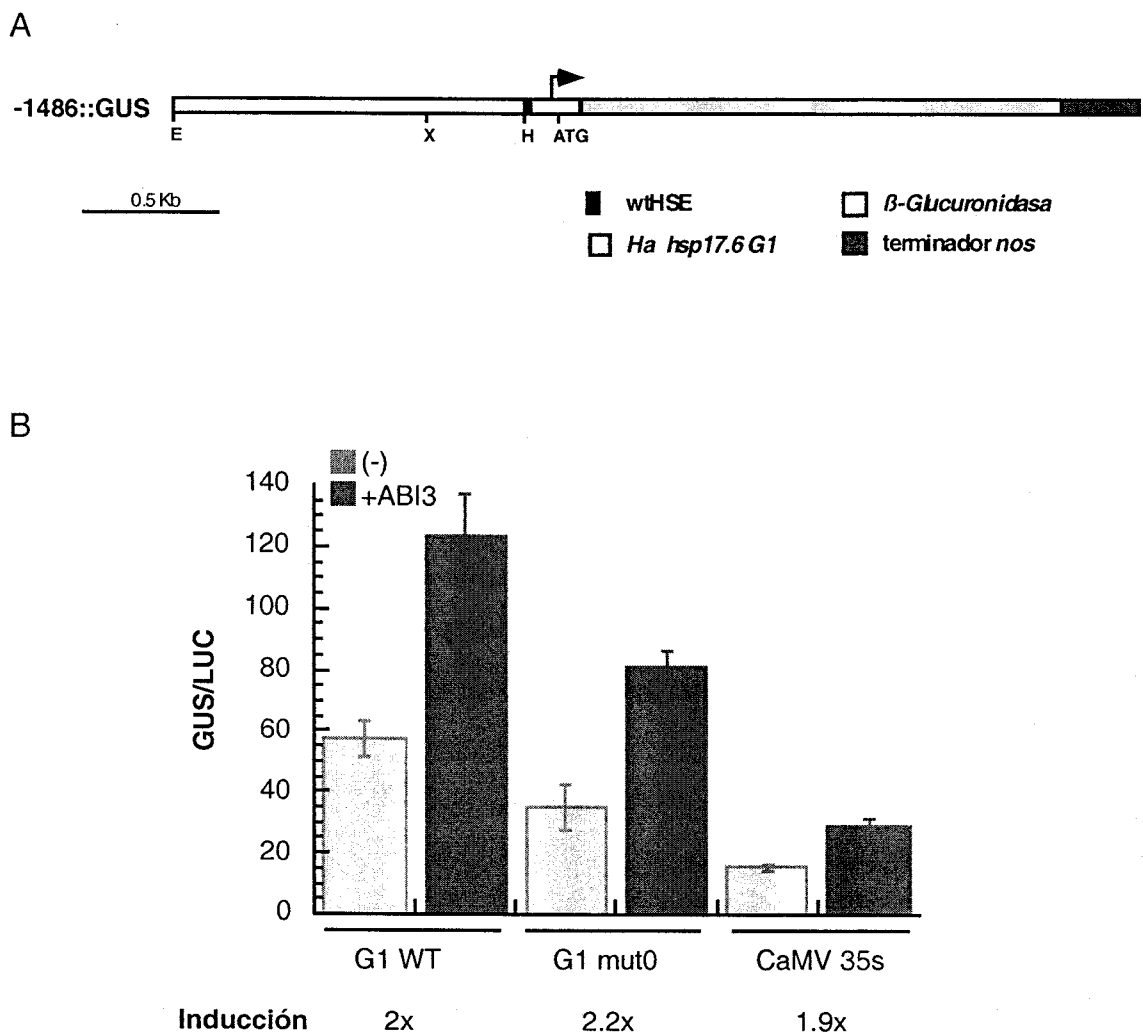 A
-1486::GUS
E X H ATG
0.5 Kb
wtHSE
ß-Glucuronidasa
Ha hsp17.6 G1
terminador nos
B
(-)
+ABI3
140
120
100
80
60
40
20
0
GUS/LUC
G1 WT G1 mut0 CaMV 35s
Inducción 2x 2.2x 1.9x